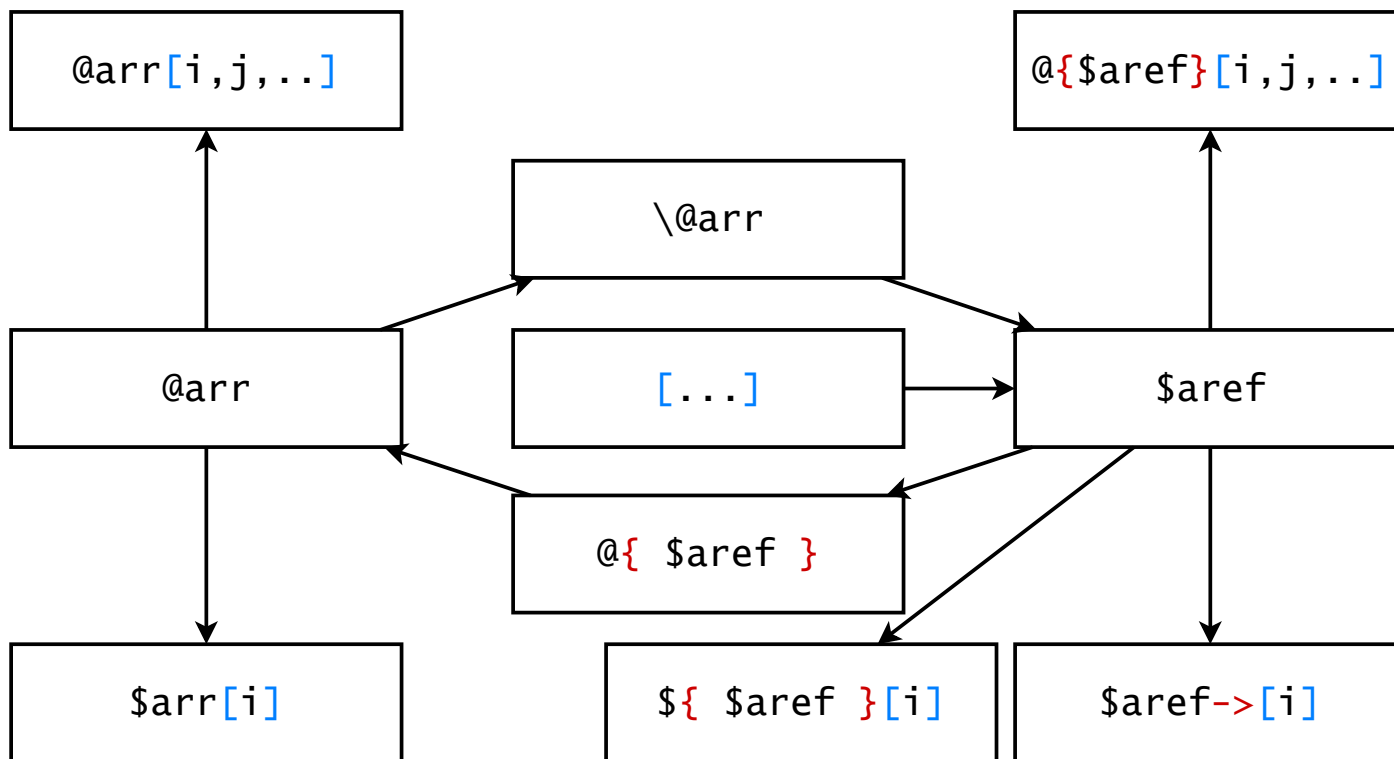 @arr[i,j,..]
@{$aref}[i,j,..]
\@arr
@arr
[...]
$aref
@{ $aref }
$arr[i]
${ $aref }[i]
$aref->[i]